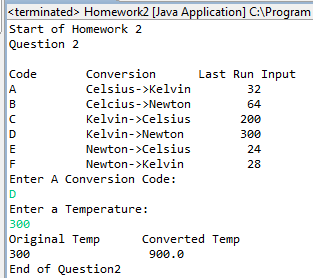 <terminated> Homework2 [Java Application] C:\Program
Start of Homework 2
Question 2
Code Conversion Last Run Input
A Celsius->Kelvin 32
B Celcius->Newton 64
C Kelvin->Celsius 200
D Kelvin->Newton 300
E Newton->Celsius 24
F Newton->Kelvin 28
Enter A Conversion Code:
D
Enter a Temperature:
300
Original Temp Converted Temp
300 900.0
End of Question2